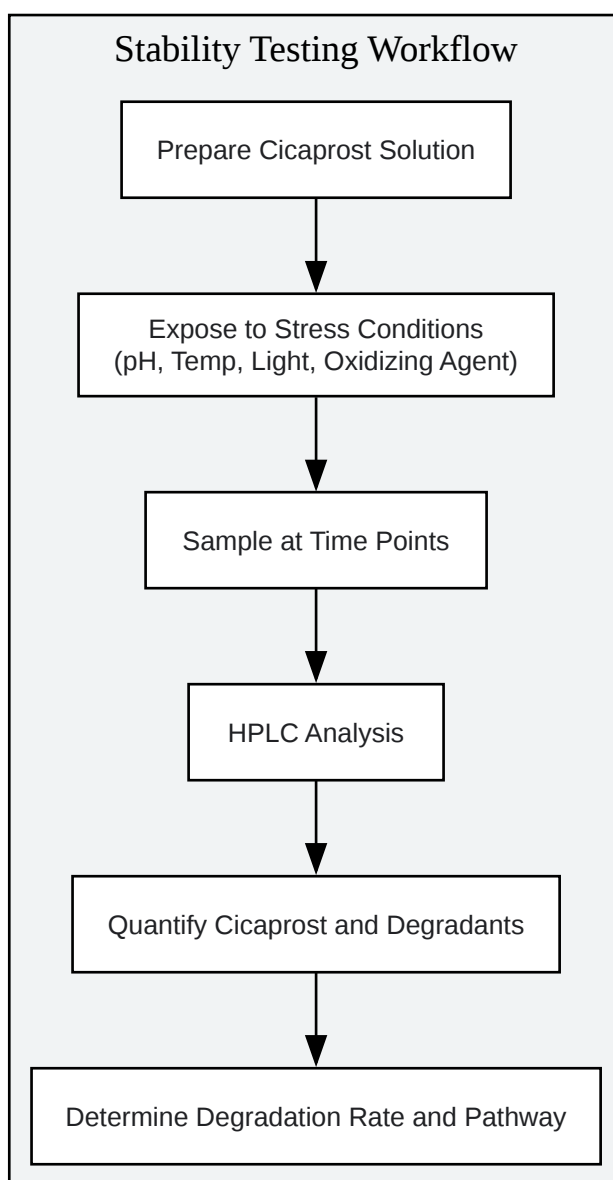 Stability Testing Workflow
Prepare Cicaprost Solution
Expose to Stress Conditions
(pH, Temp, Light, Oxidizing Agent)
Sample at Time Points
HPLC Analysis
Quantify Cicaprost and Degradants
Determine Degradation Rate and Pathway